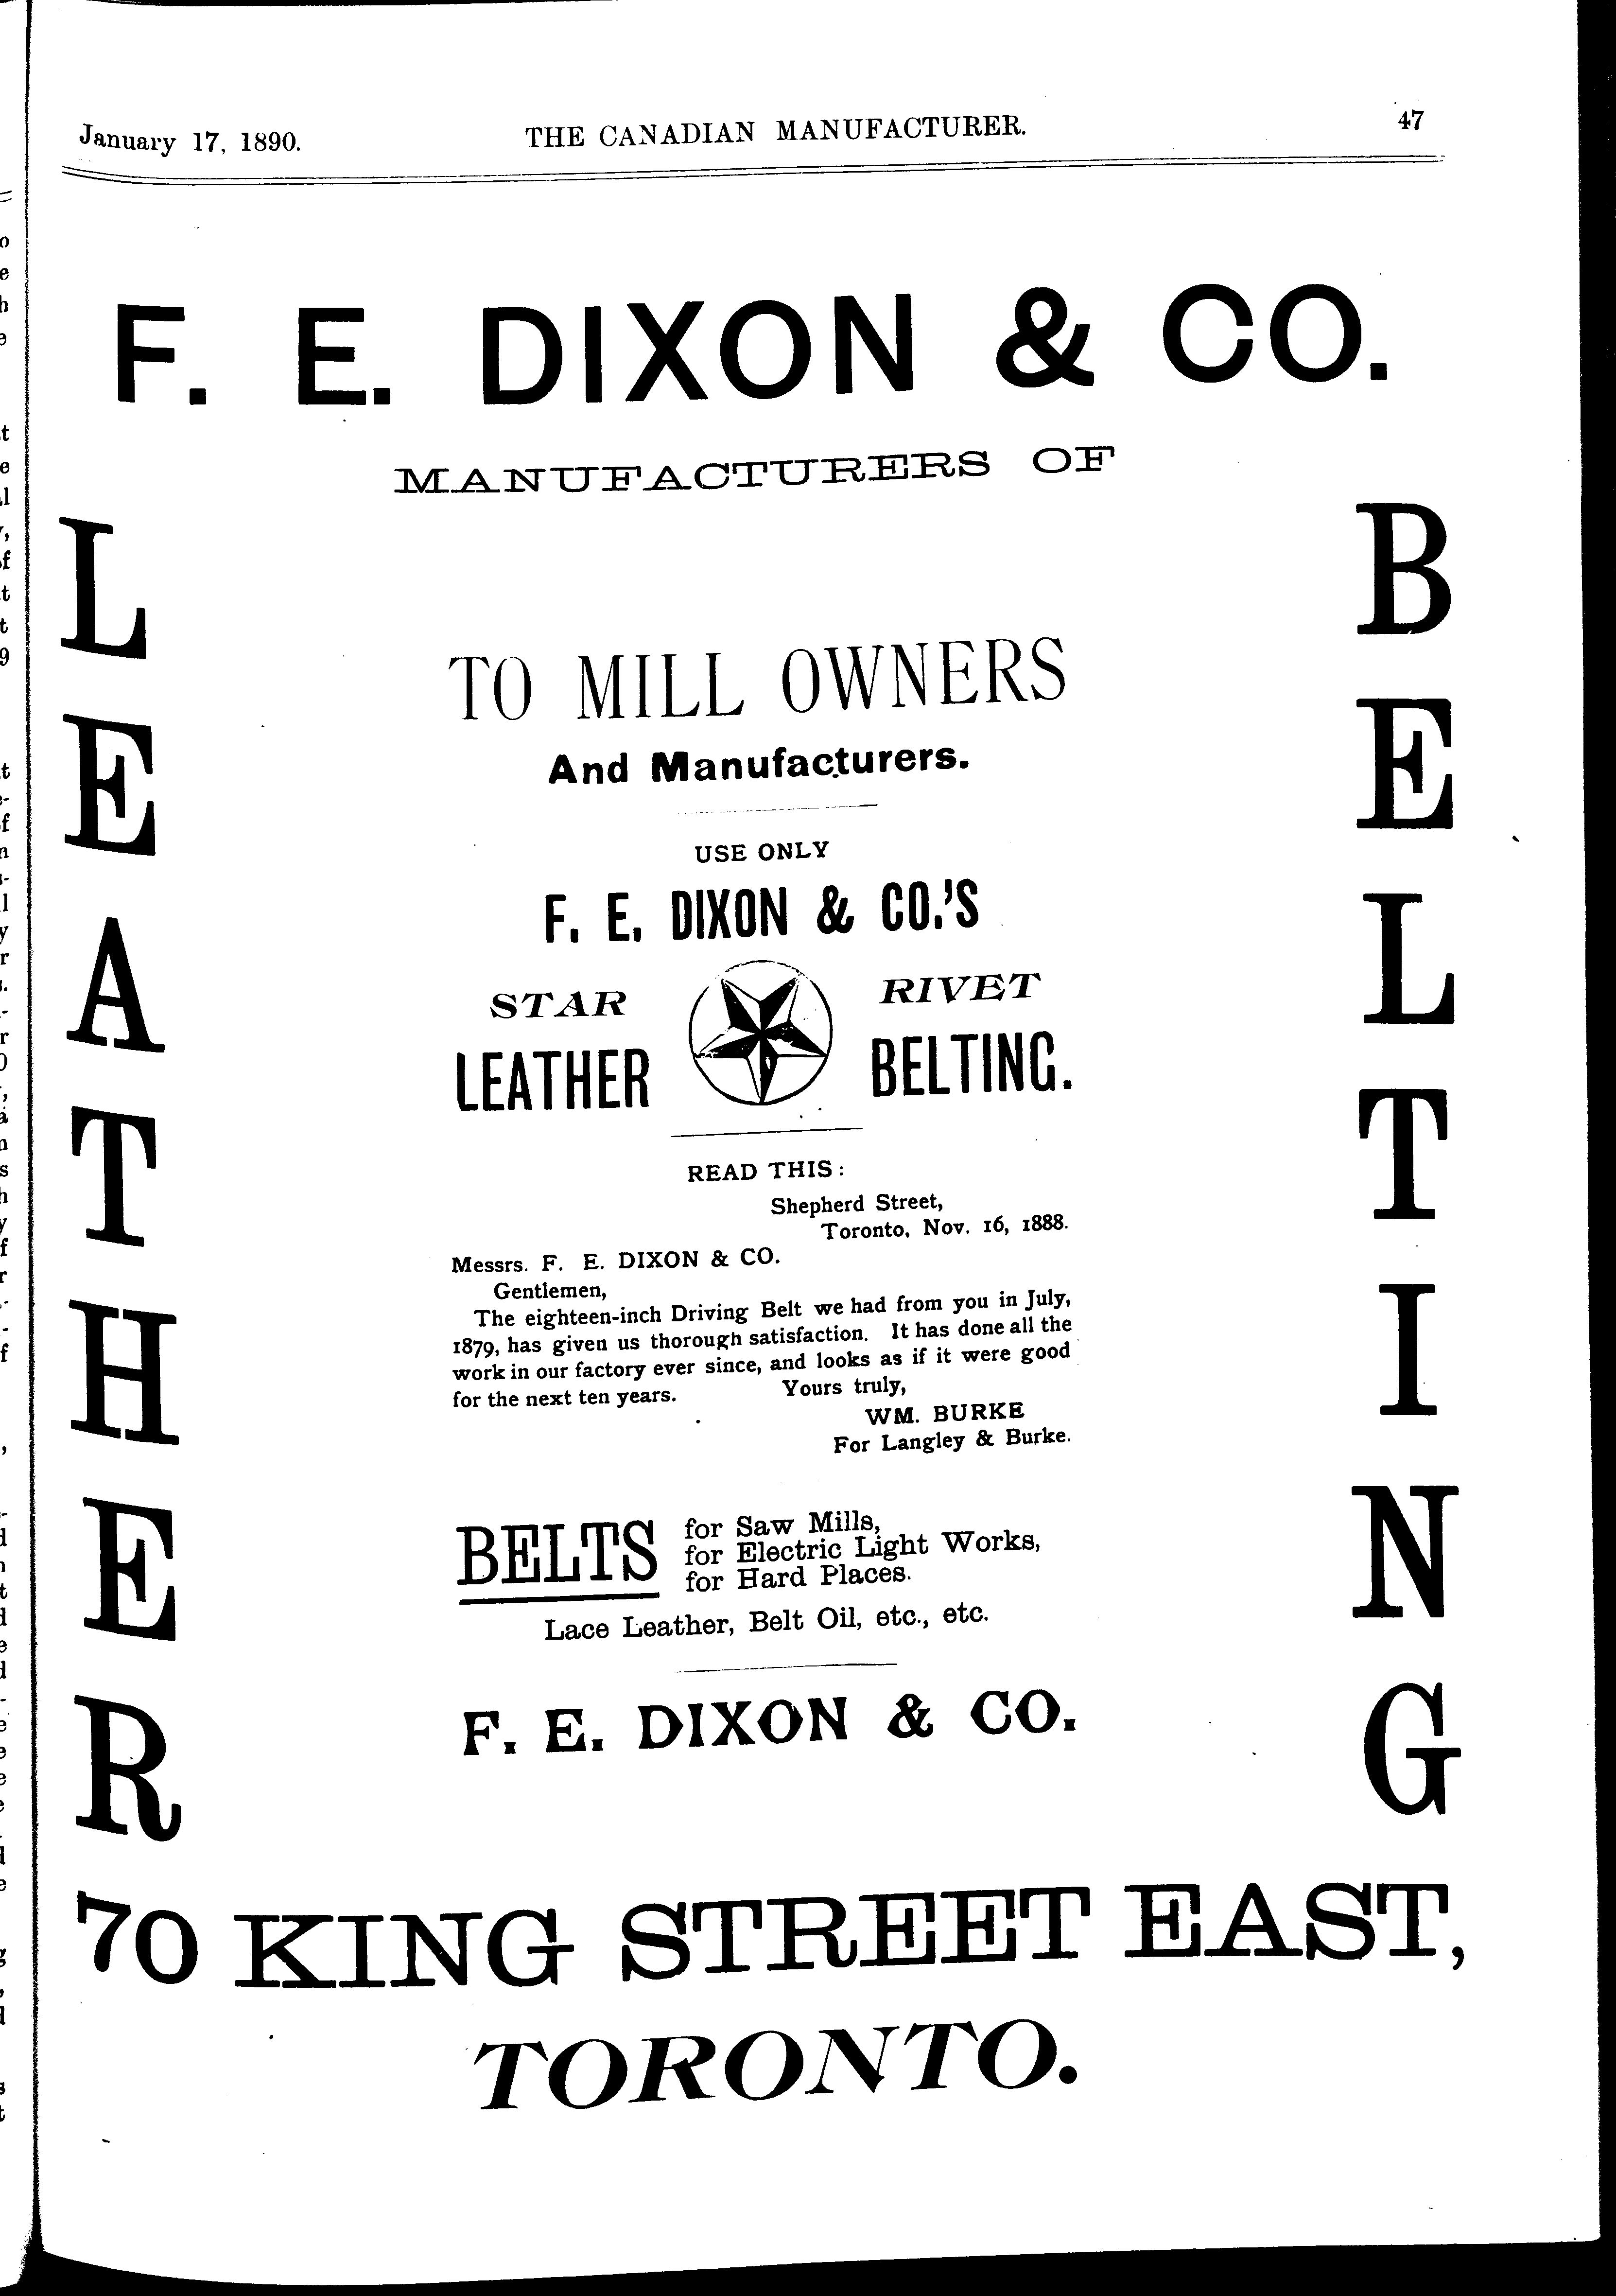 January 17, 1890.
THE CANADIAN MANUFACTURER.
47
F. E. DIXON & CO.
MANUFACTURERS OF
LEATHER
BELTING
TO MILL OWNERS
And Manufacturers.
USE ONLY
F. E. DIXON & CO.'S
STAR RIVET
LEATHER BELTING.
READ THIS:
Shepherd Street,
Toronto, Nov. 16, 1888.
Messrs. F. E. DIXON & CO.
Gentlemen,
The eighteen-inch Driving Belt we had from you in July,
1879, has given us thorough satisfaction. It has done all the
work in our factory ever since, and looks as if it were good
for the next ten years. Yours truly,
WM. BURKE
For Langley & Burke.
BELTS
for Saw Mills,
for Electric Light Works,
for Hard Places.
Lace Leather, Belt Oil, etc., etc.
F. E. DIXON & CO.
70 KING STREET EAST,
TORONTO.